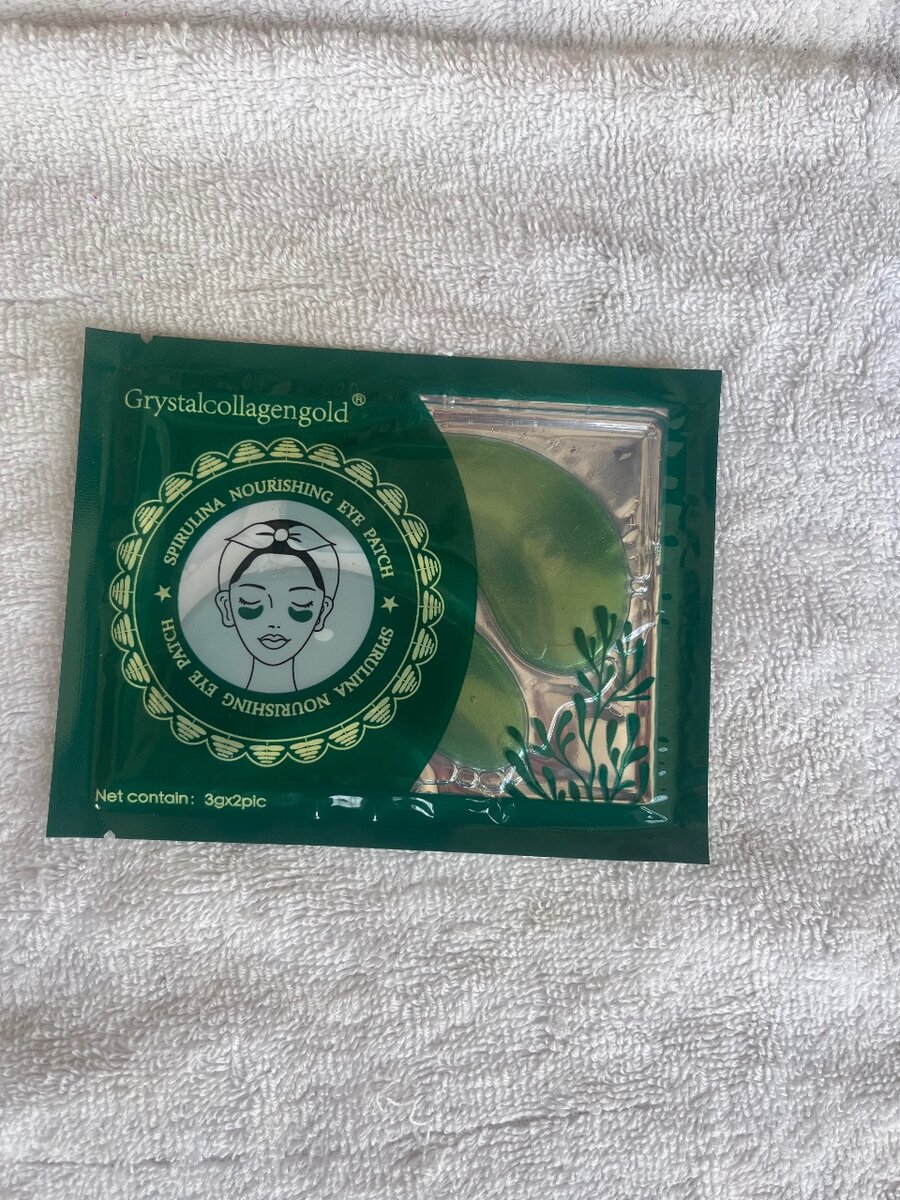 Grystalcollagengold®
SPIRULINA NOURISHING EYE PATCH
SPIRULINA NOURISHING EYE PATCH
Net contain: 3gx2pic